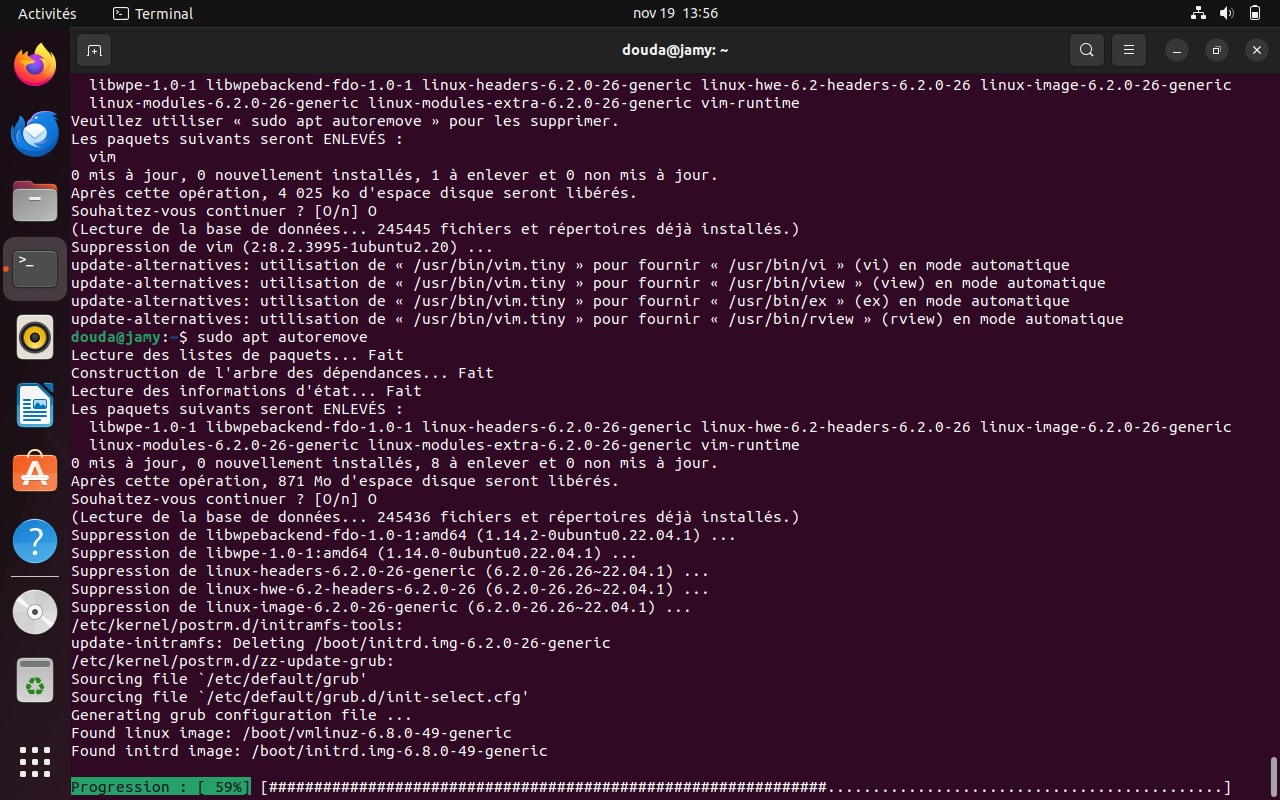 Activités
Terminal
nov 19 13:56
douda@jamy: ~
  libwpe-1.0-1 libwpebackend-fdo-1.0-1 linux-headers-6.2.0-26-generic linux-hwe-6.2-headers-6.2.0-26 linux-image-6.2.0-26-generic
  linux-modules-6.2.0-26-generic linux-modules-extra-6.2.0-26-generic vim-runtime
Veuillez utiliser « sudo apt autoremove » pour les supprimer.
Les paquets suivants seront ENLEVÉS :
  vim
0 mis à jour, 0 nouvellement installés, 1 à enlever et 0 non mis à jour.
Après cette opération, 4 025 ko d'espace disque seront libérés.
Souhaitez-vous continuer ? [O/n] O
(Lecture de la base de données... 245445 fichiers et répertoires déjà installés.)
Suppression de vim (2:8.2.3995-1ubuntu2.20) ...
update-alternatives: utilisation de « /usr/bin/vim.tiny » pour fournir « /usr/bin/vi » (vi) en mode automatique
update-alternatives: utilisation de « /usr/bin/vim.tiny » pour fournir « /usr/bin/view » (view) en mode automatique
update-alternatives: utilisation de « /usr/bin/vim.tiny » pour fournir « /usr/bin/ex » (ex) en mode automatique
update-alternatives: utilisation de « /usr/bin/vim.tiny » pour fournir « /usr/bin/rview » (rview) en mode automatique
douda@jamy:~$ sudo apt autoremove
Lecture des listes de paquets... Fait
Construction de l'arbre des dépendances... Fait
Lecture des informations d'état... Fait
Les paquets suivants seront ENLEVÉS :
  libwpe-1.0-1 libwpebackend-fdo-1.0-1 linux-headers-6.2.0-26-generic linux-hwe-6.2-headers-6.2.0-26 linux-image-6.2.0-26-generic
  linux-modules-6.2.0-26-generic linux-modules-extra-6.2.0-26-generic vim-runtime
0 mis à jour, 0 nouvellement installés, 8 à enlever et 0 non mis à jour.
Après cette opération, 871 Mo d'espace disque seront libérés.
Souhaitez-vous continuer ? [O/n] O
(Lecture de la base de données... 245436 fichiers et répertoires déjà installés.)
Suppression de libwpebackend-fdo-1.0-1:amd64 (1.14.2-0ubuntu0.22.04.1) ...
Suppression de libwpe-1.0-1:amd64 (1.14.0-0ubuntu0.22.04.1) ...
Suppression de linux-headers-6.2.0-26-generic (6.2.0-26.26~22.04.1) ...
Suppression de linux-hwe-6.2-headers-6.2.0-26 (6.2.0-26.26~22.04.1) ...
Suppression de linux-image-6.2.0-26-generic (6.2.0-26.26~22.04.1) ...
/etc/kernel/postrm.d/initramfs-tools:
update-initramfs: Deleting /boot/initrd.img-6.2.0-26-generic
/etc/kernel/postrm.d/zz-update-grub:
Sourcing file `/etc/default/grub'
Sourcing file `/etc/default/grub.d/init-select.cfg'
Generating grub configuration file ...
Found linux image: /boot/vmlinuz-6.8.0-49-generic
Found initrd image: /boot/initrd.img-6.8.0-49-generic
Progression : [ 59%] [##############################################################............................................]